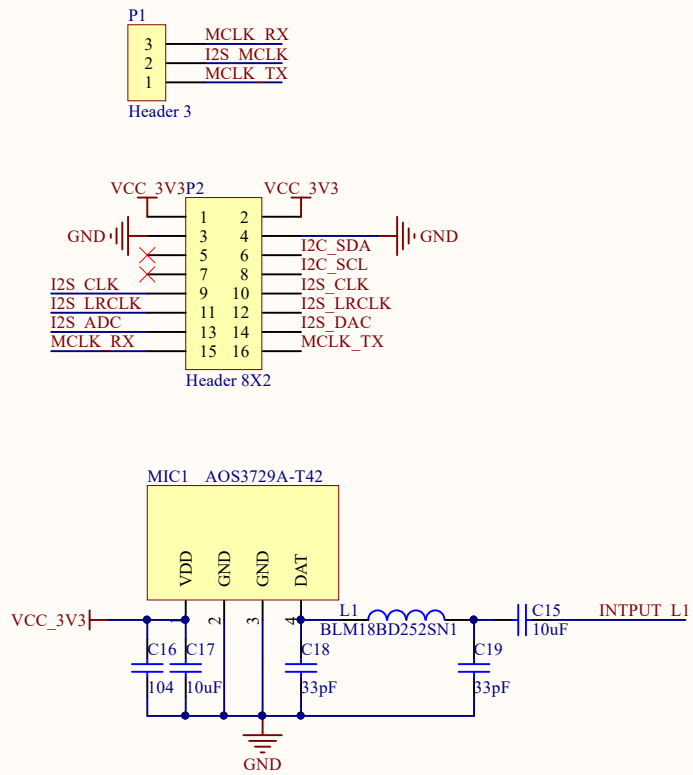 P1
3 MCLK_RX
2 I2S_MCLK
1 MCLK_TX
Header 3
VCC_3V3 P2 VCC_3V3
1 2
GND 3 4 GND
5 6 I2C_SDA
7 8 I2C_SCL
I2S_CLK 9 10 I2S_CLK
I2S_LRCLK 11 12 I2S_LRCLK
I2S_ADC 13 14 I2S_DAC
MCLK_RX 15 16 MCLK_TX
Header 8X2
MIC1 AOS3729A-T42
VDD GND GND DAT
1 2 3 4
VCC_3V3 L1 C15 INTPUT_L1
BLM18BD252SN1 10uF
C16 C17 C18 C19
104 10uF 33pF 33pF
GND